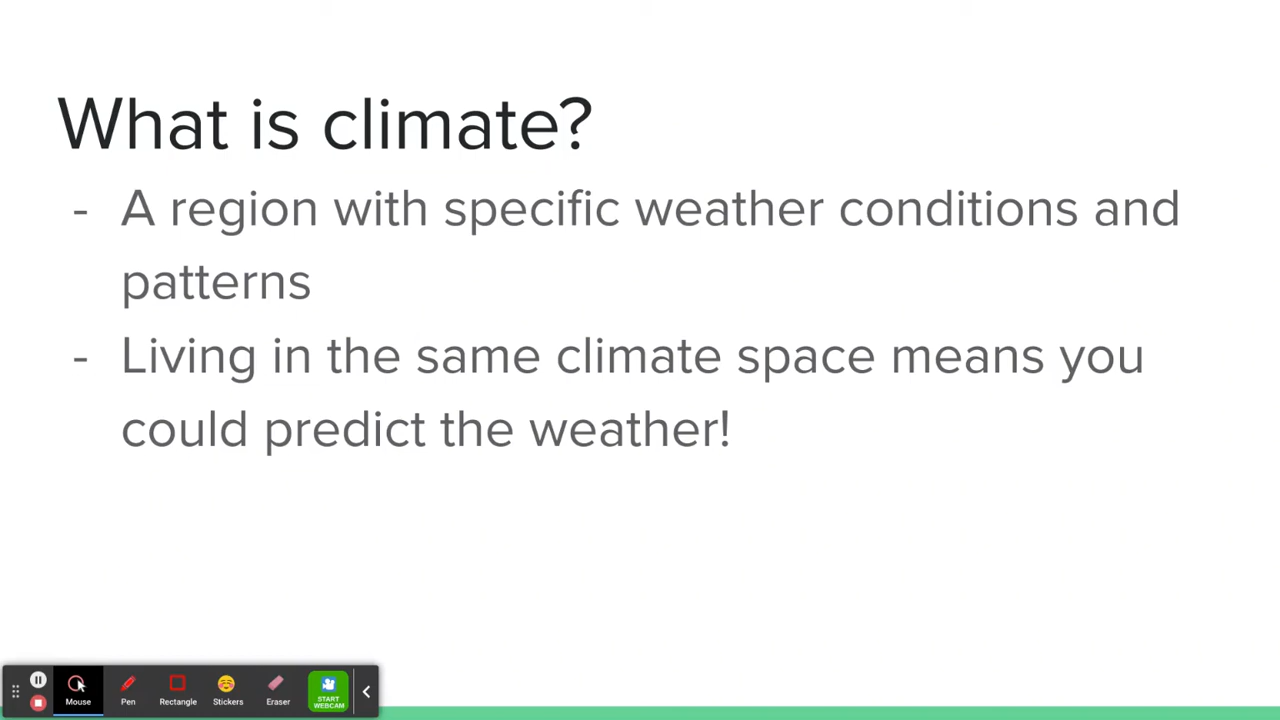 What is climate?
- A region with specific weather conditions and
patterns
- Living in the same climate space means you
could predict the weather!
Mouse Pen Rectangle Stickers Eraser START
WEBCAM